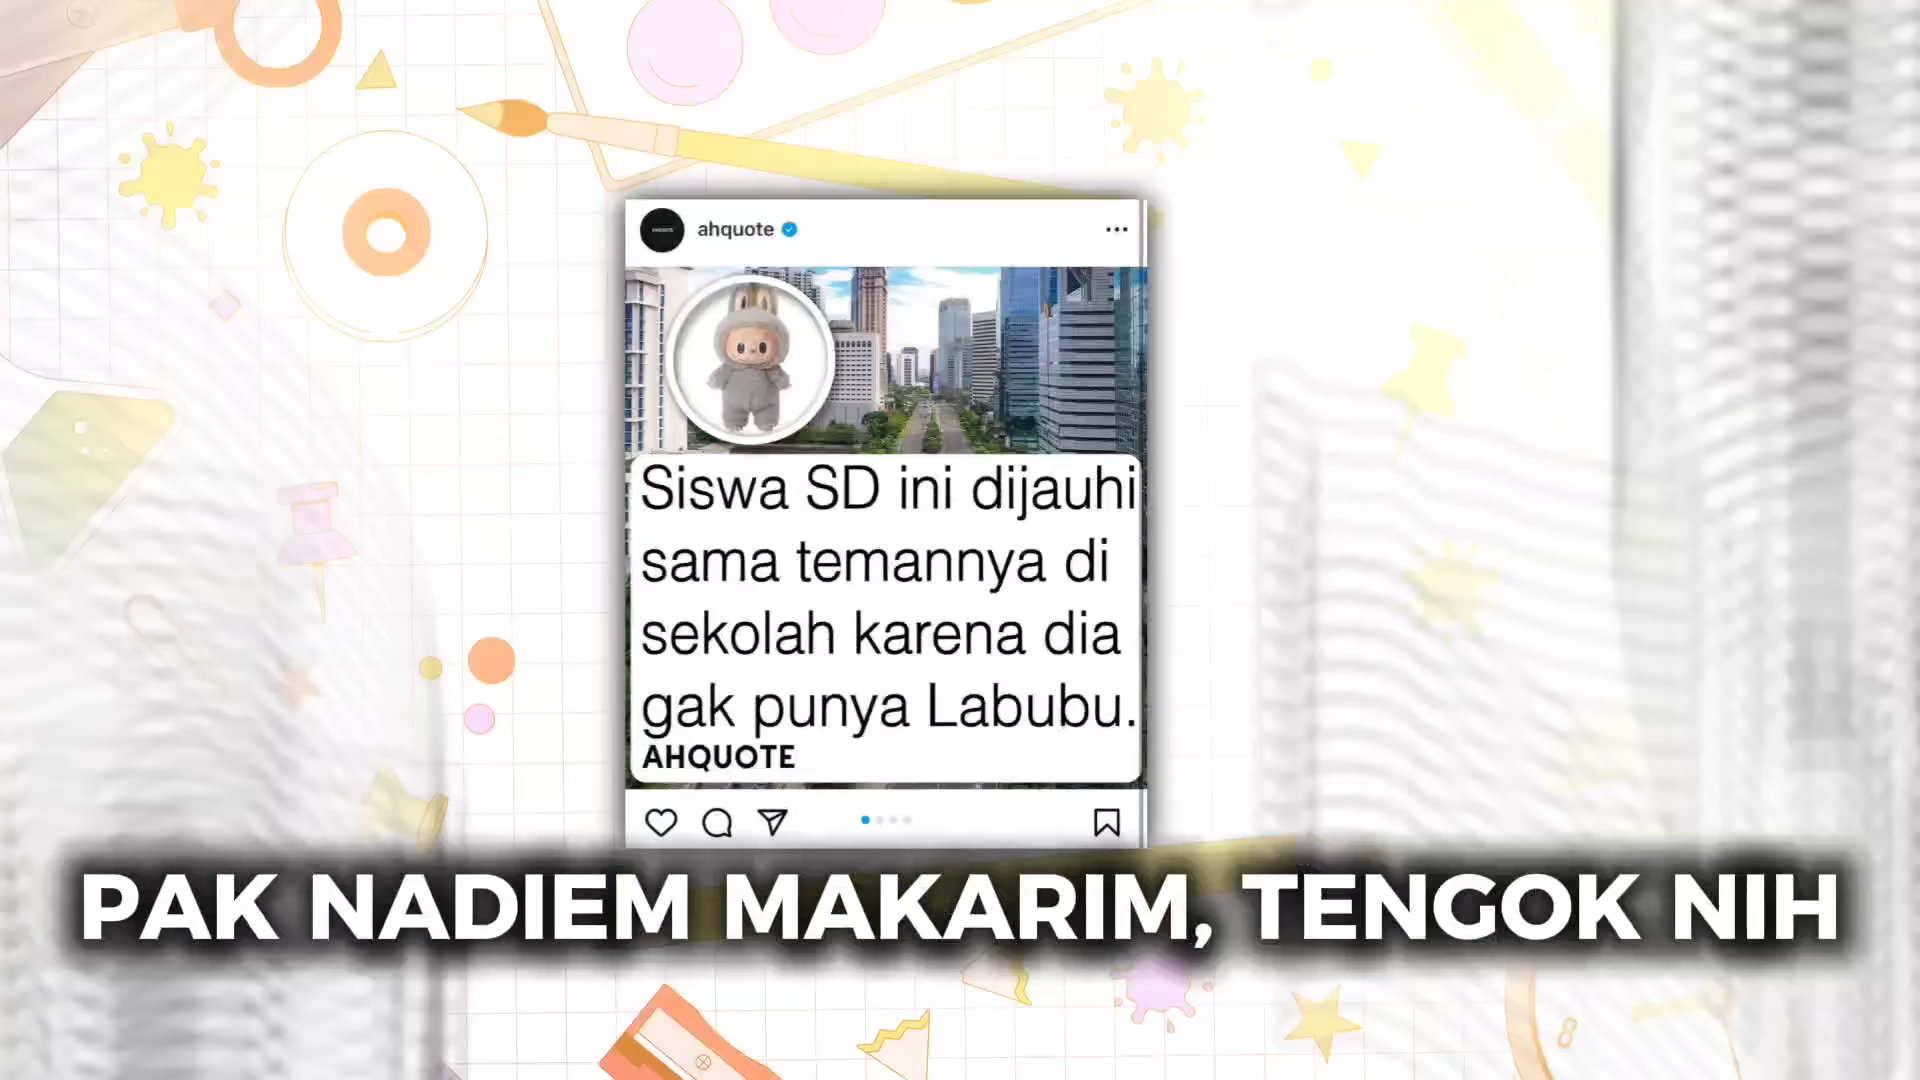 ahquote
Siswa SD ini dijauhi
sama temannya di
sekolah karena dia
gak punya Labubu.
AHQUOTE
PAK NADIEM MAKARIM, TENGOK NIH